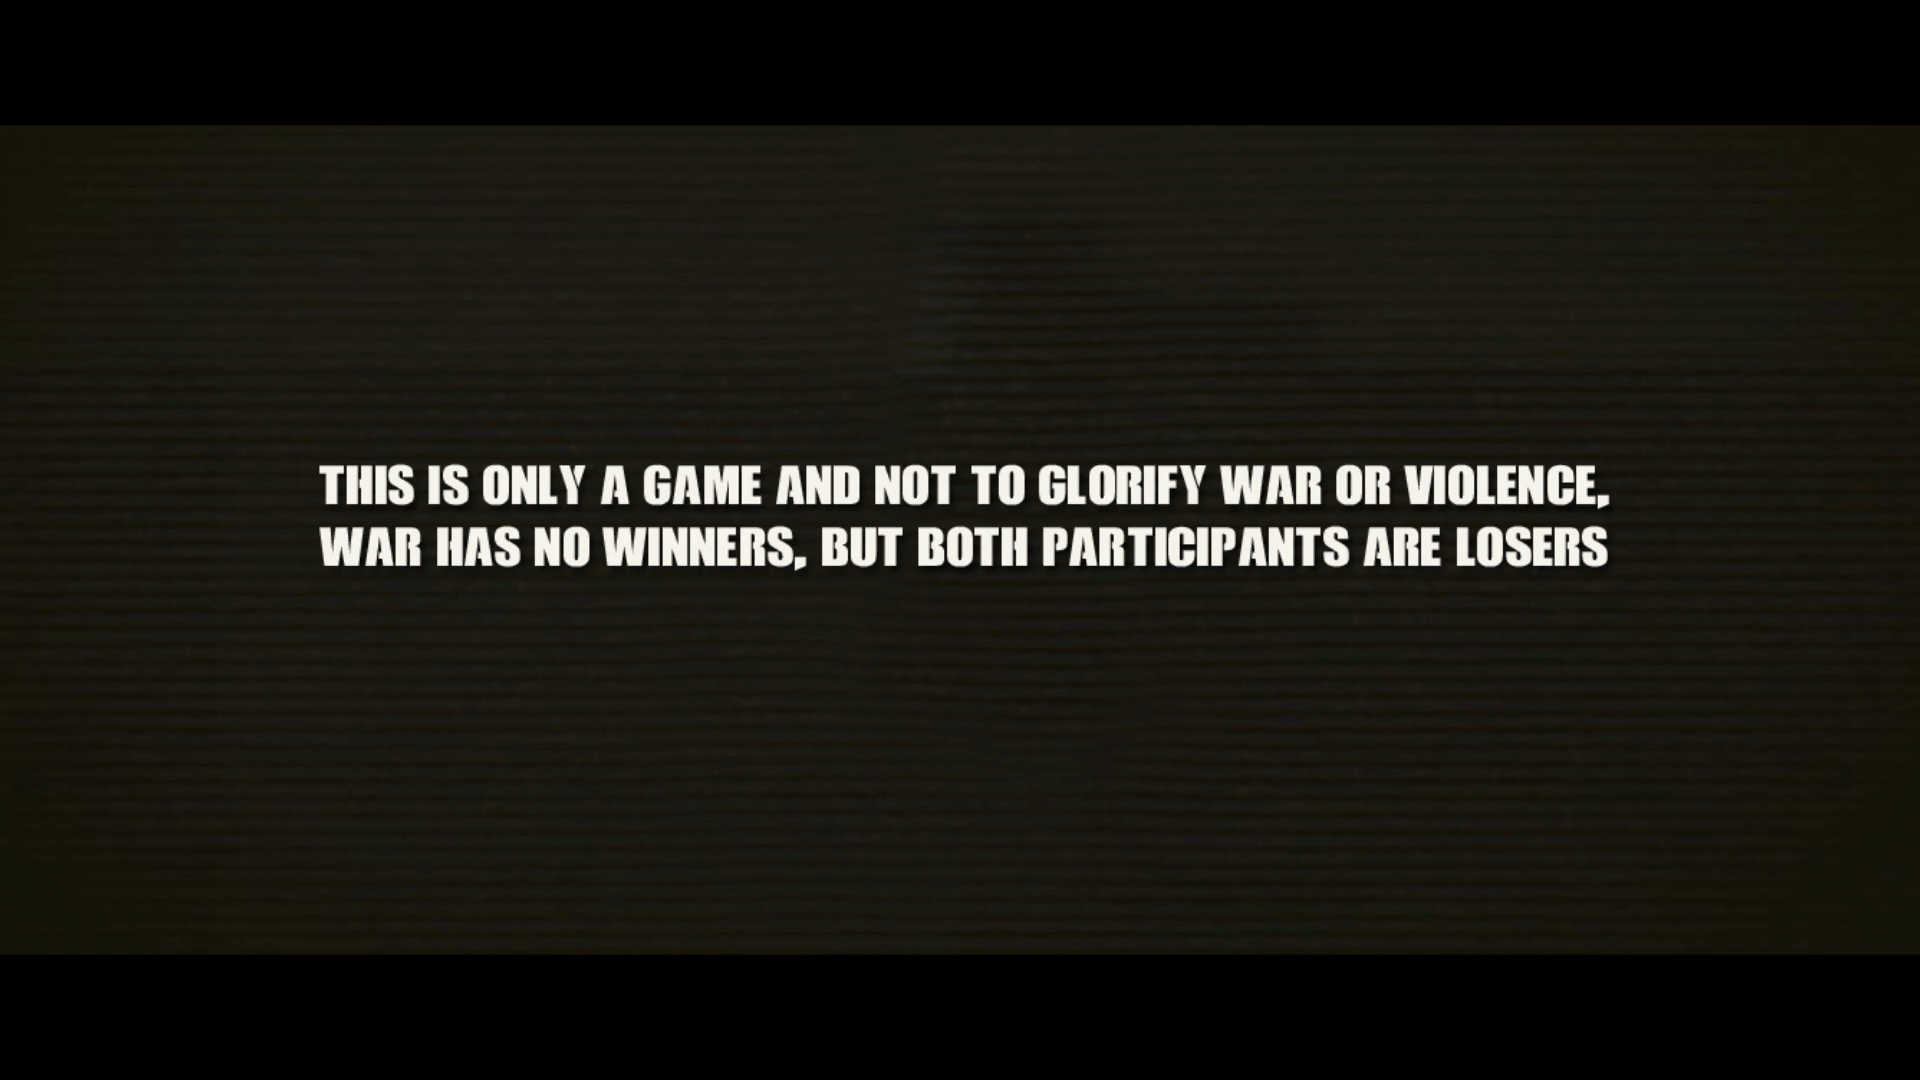 THIS IS ONLY A GAME AND NOT TO GLORIFY WAR OR VIOLENCE,
WAR HAS NO WINNERS, BUT BOTH PARTICIPANTS ARE LOSERS